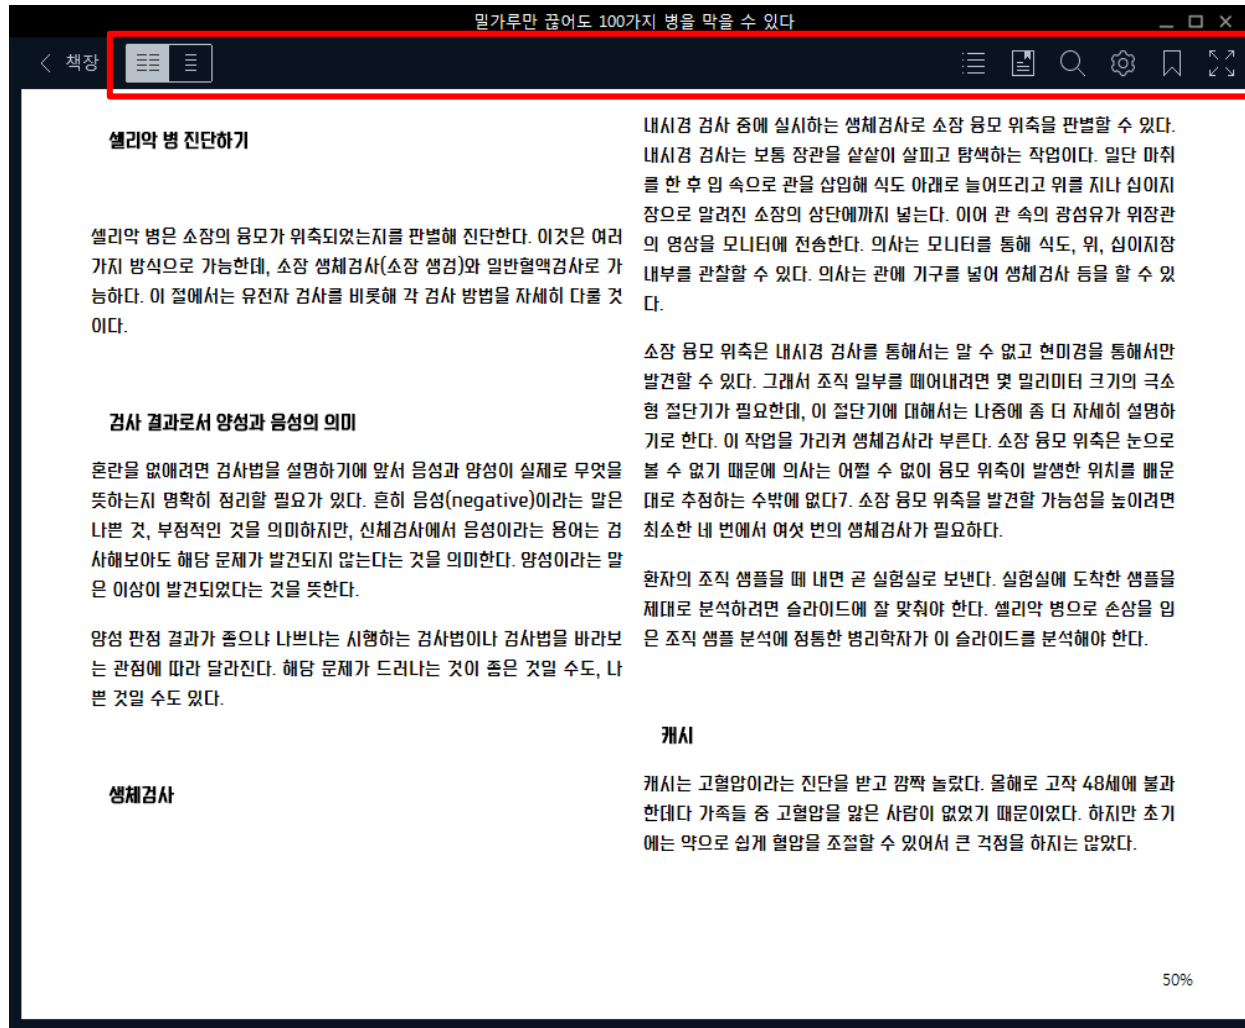 밀가루만 끊어도 100가지 병을 막을 수 있다
책장
셀리악 병 진단하기
셀리악 병은 소장의 융모가 위축되었는지를 판별해 진단한다. 이것은 여러
가지 방식으로 가능한데, 소장 생체검사(소장 생검)와 일반혈액검사로 가
능하다. 이 절에서는 유전자 검사를 비롯해 각 검사 방법을 자세히 다룰 것
이다.
검사 결과로서 양성과 음성의 의미
혼란을 없애려면 검사법을 설명하기에 앞서 음성과 양성이 실제로 무엇을
뜻하는지 명확히 정리할 필요가 있다. 흔히 음성(negative)이라는 말은
나쁜 것, 부정적인 것을 의미하지만, 신체검사에서 음성이라는 용어는 검
사해보아도 해당 문제가 발견되지 않는다는 것을 의미한다. 양성이라는 말
은 이상이 발견되었다는 것을 뜻한다.
양성 판정 결과가 좋으냐 나쁘냐는 시행하는 검사법이나 검사법을 바라보
는 관점에 따라 달라진다. 해당 문제가 드러나는 것이 좋은 것일 수도, 나
쁜 것일 수도 있다.
생체검사
내시경 검사 중에 실시하는 생체검사로 소장 융모 위축을 판별할 수 있다.
내시경 검사는 보통 장관을 샅샅이 살피고 탐색하는 작업이다. 일단 마취
를 한 후 입 속으로 관을 삽입해 식도 아래로 늘어뜨리고 위를 지나 십이지
장으로 알려진 소장의 상단에까지 넣는다. 이어 관 속의 광섬유가 위장관
의 영상을 모니터에 전송한다. 의사는 모니터를 통해 식도, 위, 십이지장
내부를 관찰할 수 있다. 의사는 관에 기구를 넣어 생체검사 등을 할 수 있
다.
소장 융모 위축은 내시경 검사를 통해서는 알 수 없고 현미경을 통해서만
발견할 수 있다. 그래서 조직 일부를 떼어내려면 몇 밀리미터 크기의 극소
형 절단기가 필요한데, 이 절단기에 대해서는 나중에 좀 더 자세히 설명하
기로 한다. 이 작업을 가리켜 생체검사라 부른다. 소장 융모 위축은 눈으로
볼 수 없기 때문에 의사는 어쩔 수 없이 융모 위축이 발생한 위치를 배운
대로 추정하는 수밖에 없다7. 소장 융모 위축을 발견할 가능성을 높이려면
최소한 네 번에서 여섯 번의 생체검사가 필요하다.
환자의 조직 샘플을 떼 내면 곧 실험실로 보낸다. 실험실에 도착한 샘플을
제대로 분석하려면 슬라이드에 잘 맞춰야 한다. 셀리악 병으로 손상을 입
은 조직 샘플 분석에 정통한 병리학자가 이 슬라이드를 분석해야 한다.
캐시
캐시는 고혈압이라는 진단을 받고 깜짝 놀랐다. 올해로 고작 48세에 불과
한데다 가족들 중 고혈압을 앓은 사람이 없었기 때문이었다. 하지만 초기
에는 약으로 쉽게 혈압을 조절할 수 있어서 큰 걱정을 하지는 않았다.
50%